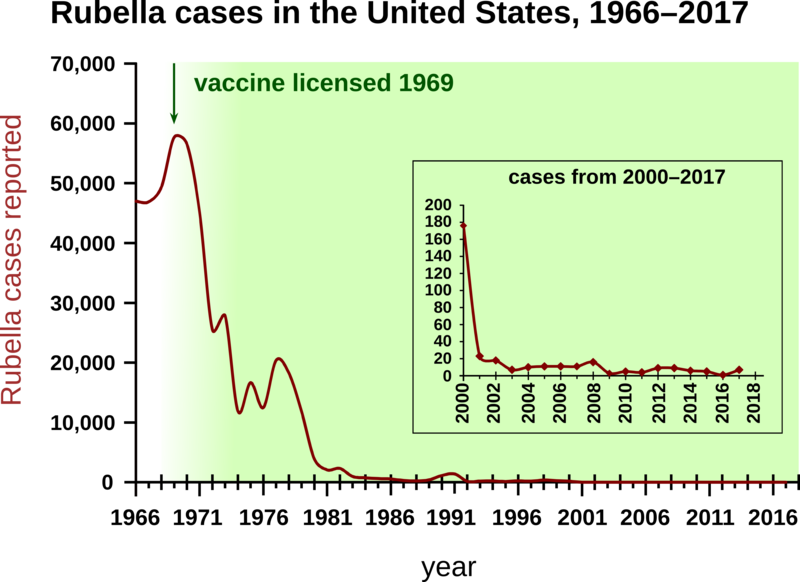 Rubella cases in the United States, 1966–2017
Rubella cases reported
70,000
60,000
50,000
40,000
30,000
20,000
10,000
0
vaccine licensed 1969
cases from 2000–2017
200
180
160
140
120
100
80
60
40
20
0
2000 2002 2004 2006 2008 2010 2012 2014 2016 2018
1966 1971 1976 1981 1986 1991 1996 2001 2006 2011 2016
year